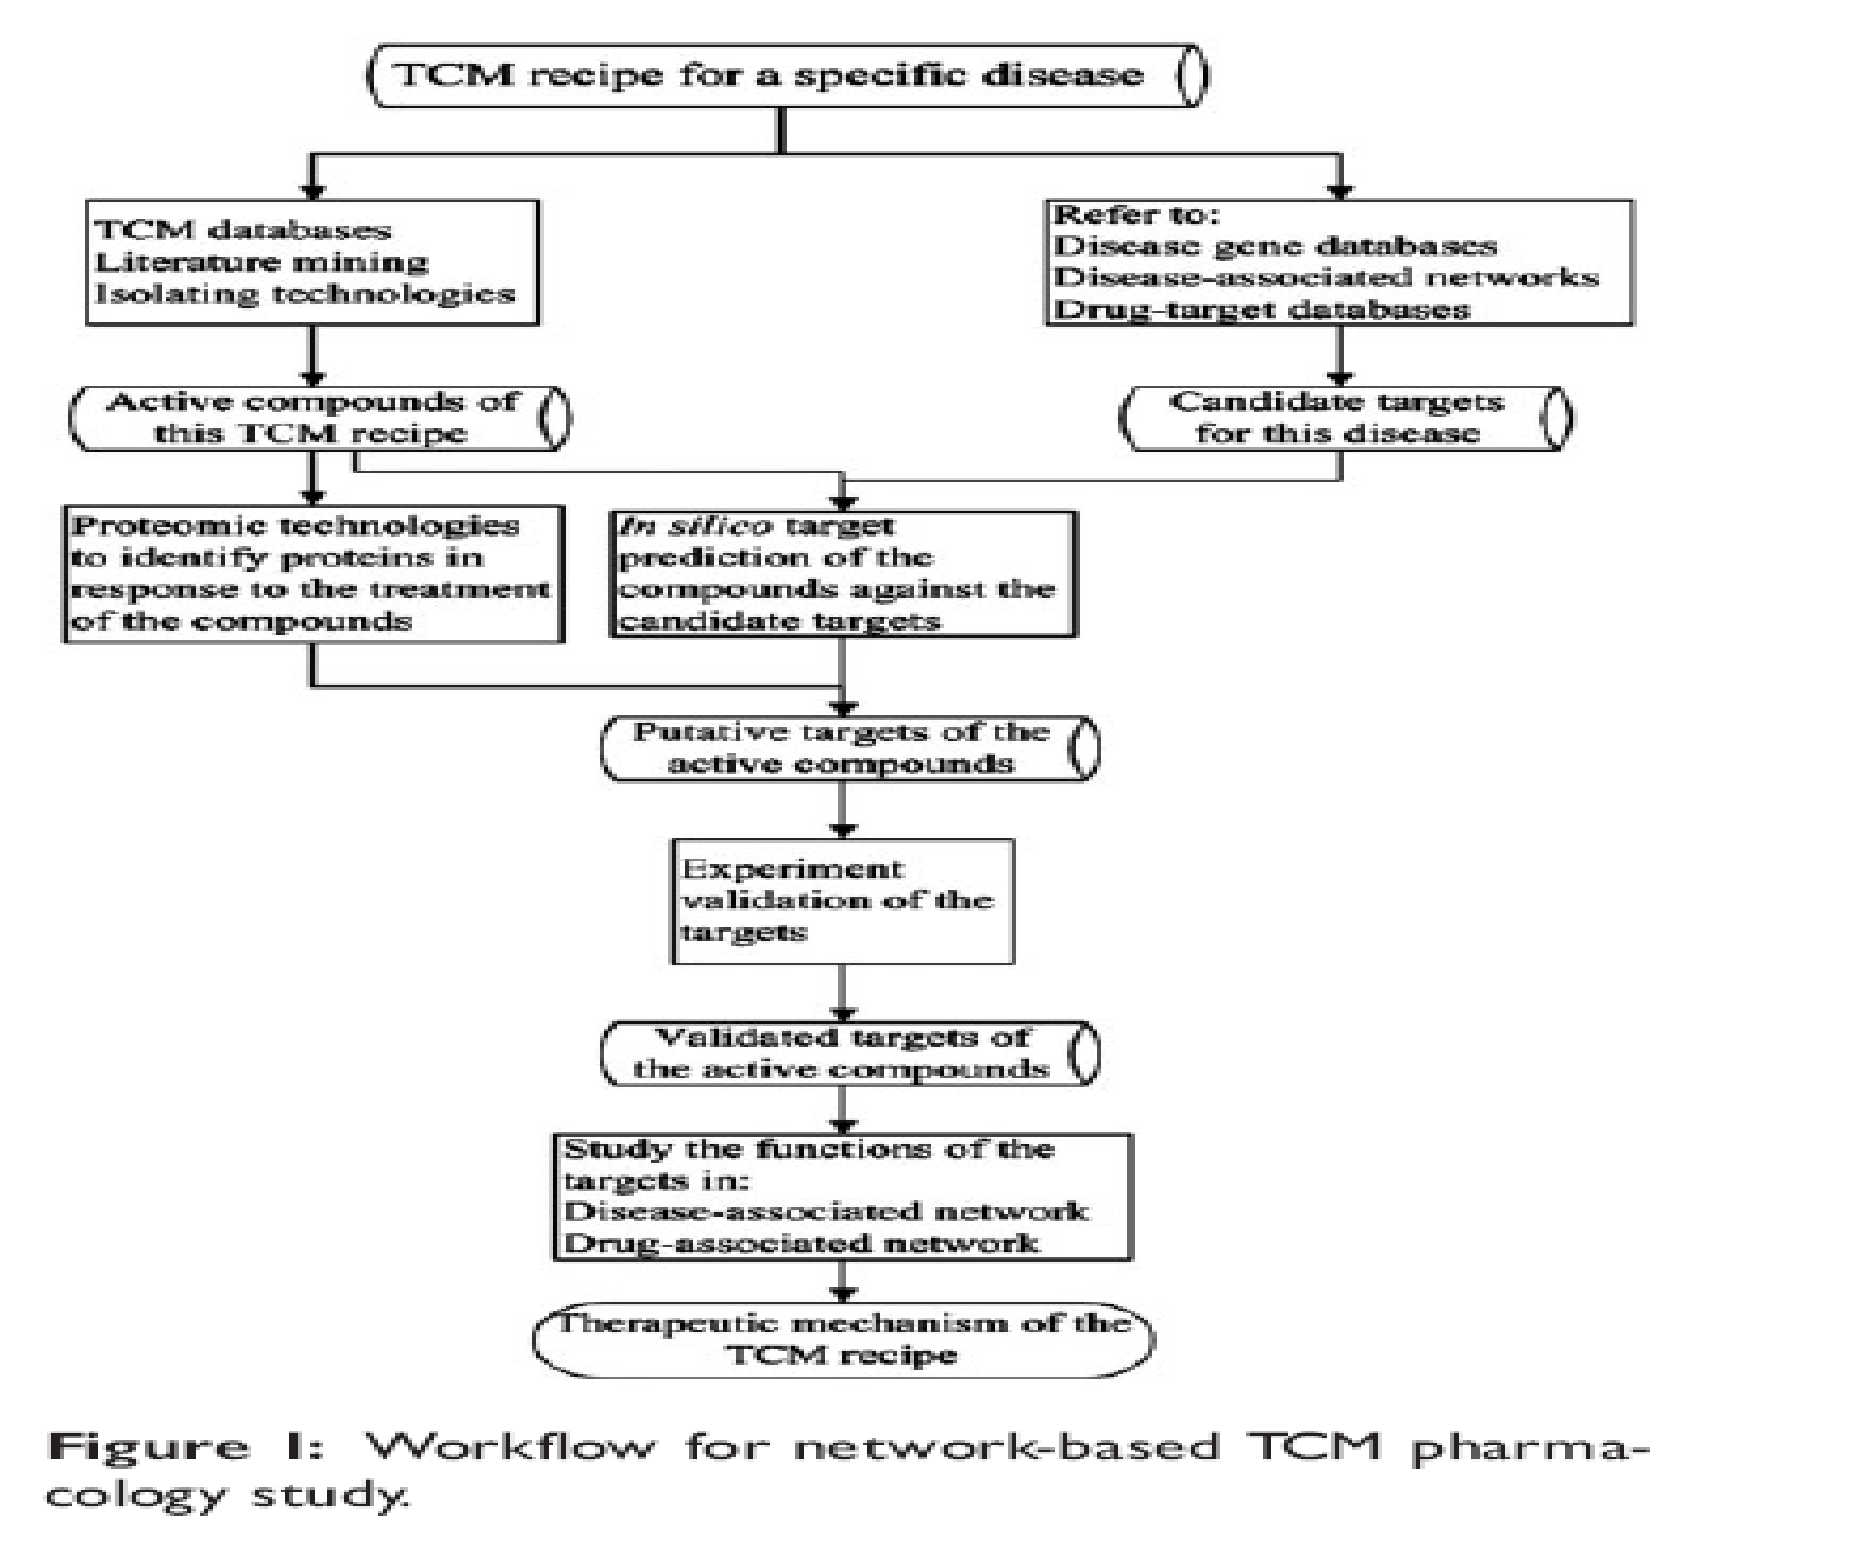 TCM recipe for a specific disease
TCM databases
Literature mining
Isolating technologies
Refer to:
Disease gene databases
Disease-associated networks
Drug-target databases
Active compounds of
this TCM recipe
Candidate targets
for this disease
Proteomic technologies
to identify proteins in
response to the treatment
of the compounds
In silico target
prediction of the
compounds against the
candidate targets
Putative targets of the
active compounds
Experiment
validation of the
targets
Validated targets of
the active compounds
Study the functions of the
targets in:
Disease-associated network
Drug-associated network
Therapeutic mechanism of the
TCM recipe
Figure 1: Workflow for network-based TCM pharma-
cology study.